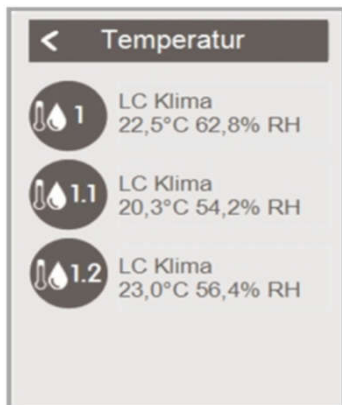 < Temperatur
1
LC Klima
22,5°C 62,8% RH
1.1
LC Klima
20,3°C 54,2% RH
1.2
LC Klima
23,0°C 56,4% RH